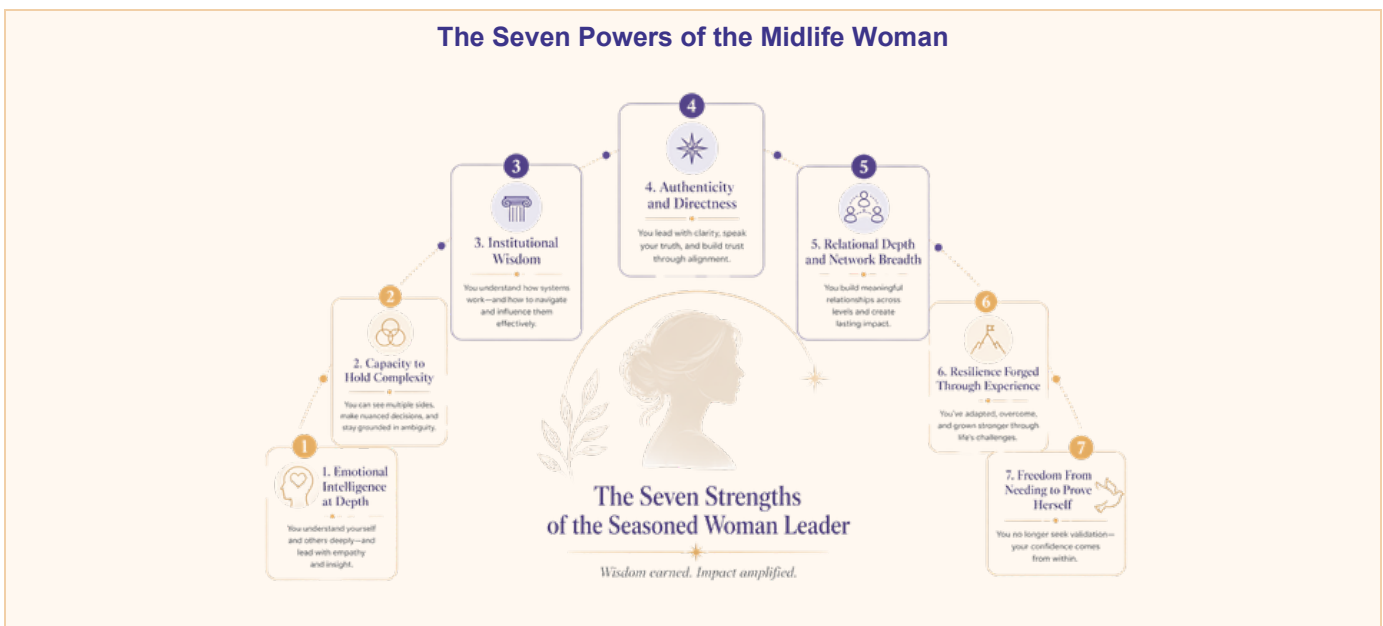 The Seven Powers of the Midlife Woman
1
1. Emotional
Intelligence
at Depth
You understand yourself
and others deeply—and
lead with empathy
and insight.
2
2. Capacity to
Hold Complexity
You can see multiple sides,
make nuanced decisions, and
stay grounded in ambiguity.
3
3. Institutional
Wisdom
You understand how systems
work—and how to navigate
and influence them
effectively.
4
4. Authenticity
and Directness
You lead with clarity, speak
your truth, and build trust
through alignment.
5
5. Relational Depth
and Network Breadth
You build meaningful
relationships across
levels and create
lasting impact.
6
6. Resilience Forged
Through Experience
You've adapted, overcome,
and grown stronger through
life's challenges.
7
7. Freedom From
Needing to Prove
Herself
You no longer seek validation—
your confidence comes
from within.
The Seven Strengths
of the Seasoned Woman Leader
Wisdom earned. Impact amplified.